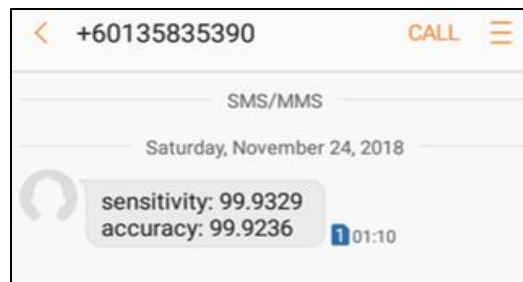 +60135835390 CALL
SMS/MMS
Saturday, November 24, 2018
sensitivity: 99.9329
accuracy: 99.9236
1 01:10